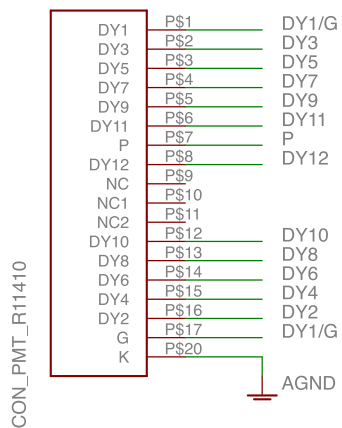 DY1 P$1 DY1/G
DY3 P$2 DY3
DY5 P$3 DY5
DY7 P$4 DY7
DY9 P$5 DY9
DY11 P$6 DY11
P P$7 P
DY12 P$8 DY12
NC P$9
NC1 P$10
NC2 P$11
DY10 P$12 DY10
DY8 P$13 DY8
DY6 P$14 DY6
DY4 P$15 DY4
DY2 P$16 DY2
G P$17 DY1/G
K P$20
AGND
CON_PMT_R11410